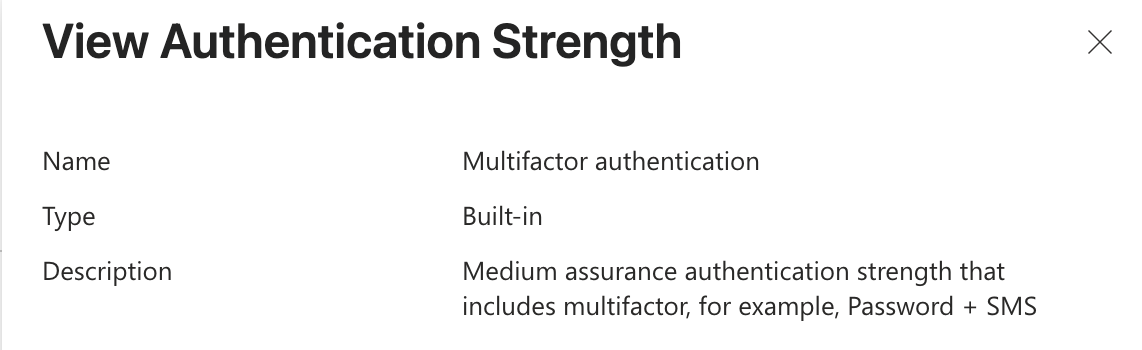 View Authentication Strength
Name Multifactor authentication
Type Built-in
Description Medium assurance authentication strength that
includes multifactor, for example, Password + SMS